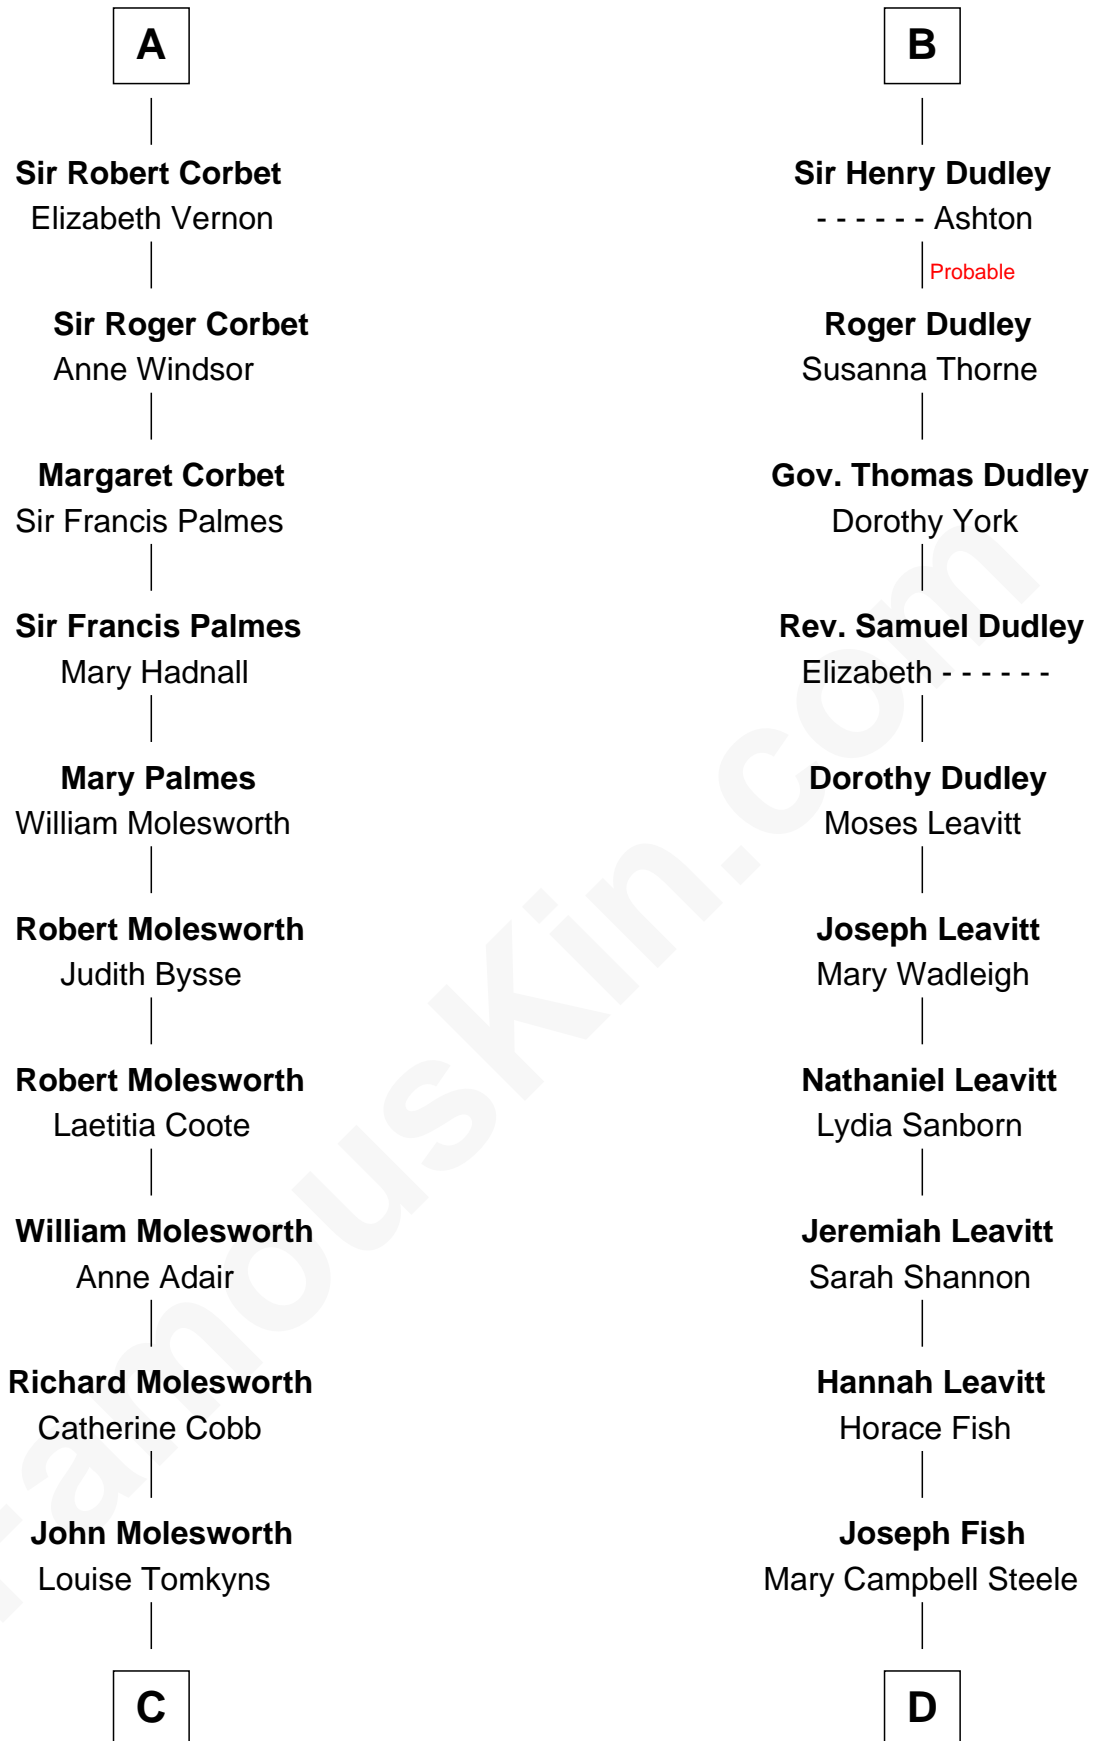 A
Sir Robert Corbet
Elizabeth Vernon
Sir Roger Corbet
Anne Windsor
Margaret Corbet
Sir Francis Palmes
Sir Francis Palmes
Mary Hadnall
Mary Palmes
William Molesworth
Robert Molesworth
Judith Bysse
Robert Molesworth
Laetitia Coote
William Molesworth
Anne Adair
Richard Molesworth
Catherine Cobb
John Molesworth
Louise Tomkyns
C
B
Sir Henry Dudley
- - - - - - Ashton
Probable
Roger Dudley
Susanna Thorne
Gov. Thomas Dudley
Dorothy York
Rev. Samuel Dudley
Elizabeth - - - - - -
Dorothy Dudley
Moses Leavitt
Joseph Leavitt
Mary Wadleigh
Nathaniel Leavitt
Lydia Sanborn
Jeremiah Leavitt
Sarah Shannon
Hannah Leavitt
Horace Fish
Joseph Fish
Mary Campbell Steele
D
FamousKin.com